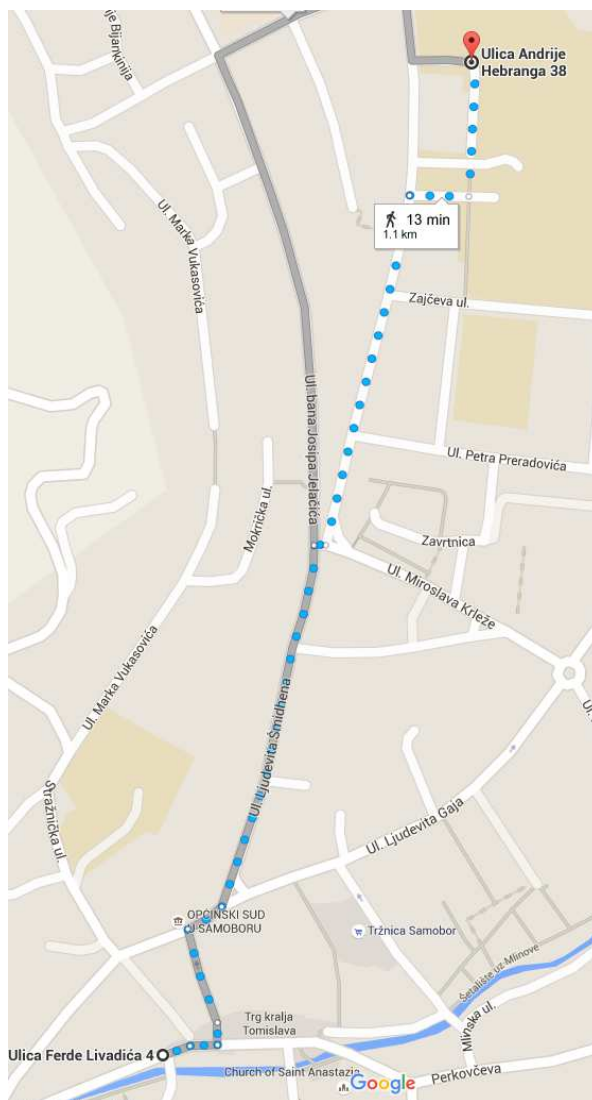 je Bijankinija
Ulica Andrije
Hebranga 38
Ul. Marka Vukasovića
13 min
1.1 km
Zajčeva ul.
Ul. bana Josipa Jelačića
Ul. Petra Preradovića
Mokrička ul.
Zavrtnica
Ul. Miroslava Krleže
Ul. Marka Vukasovića
Ul. Ljudevita Šmidhena
Ul.
Stražnička ul.
Ul. Ljudevita Gaja
OPĆINSKI SUD
U SAMOBORU
Tržnica Samobor
Šetalište uz Mlinove
Trg kralja
Tomislava
Mlinska ul.
Ulica Ferde Livadića 4
Church of Saint Anastazia
Google
Perkovčeva